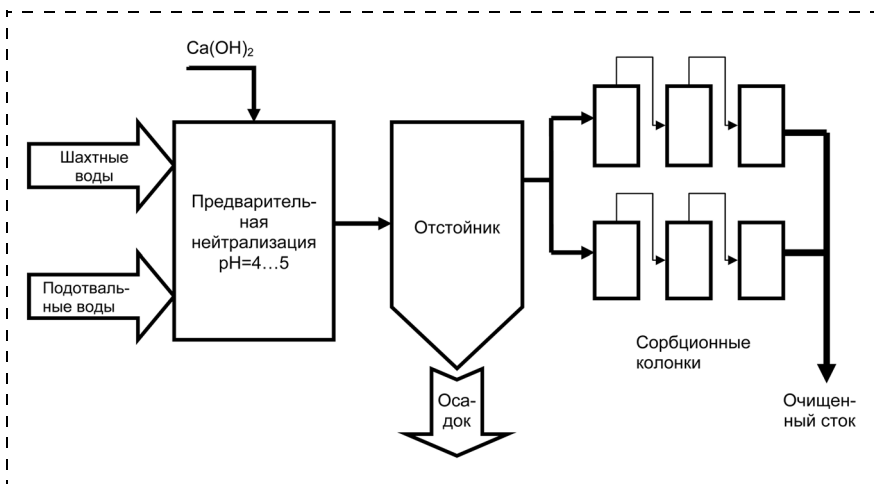 Ca(OH)₂
Шахтные
воды
Предваритель-
ная
нейтрализация
pH=4…5
Подотваль-
ные воды
Отстойник
Оса-
док
Сорбционные
колонки
Очищен-
ный сток